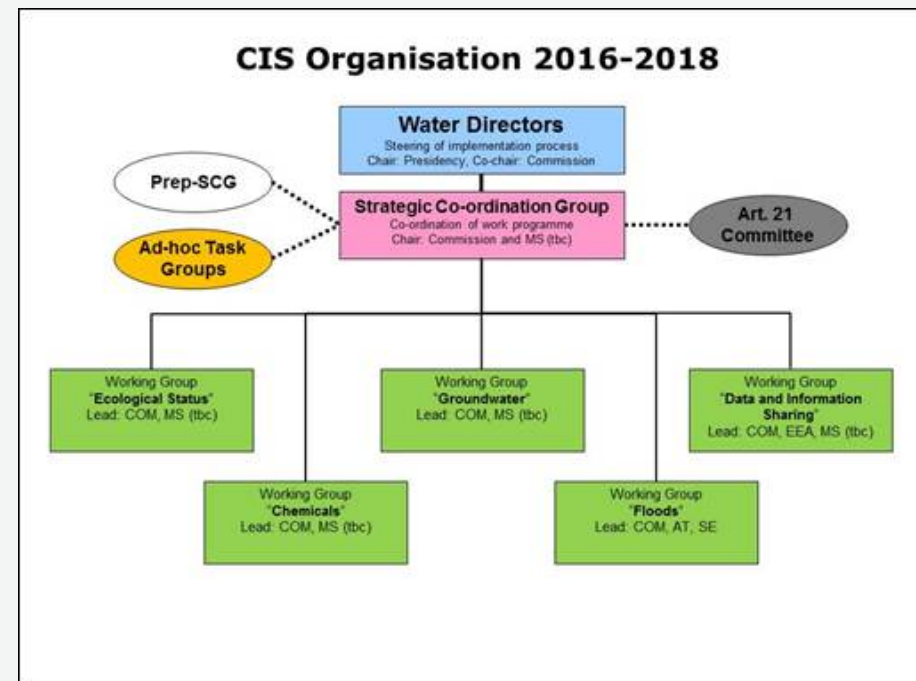 CIS Organisation 2016-2018
Water Directors
Steering of implementation process
Chair: Presidency, Co-chair: Commission
Prep-SCG
Strategic Co-ordination Group
Co-ordination of work programme
Chair: Commission and MS (tbc)
Art. 21
Committee
Ad-hoc Task
Groups
Working Group
"Ecological Status"
Lead: COM, MS (tbc)
Working Group
"Groundwater"
Lead: COM, MS (tbc)
Working Group
"Data and Information
Sharing"
Lead: COM, EEA, MS (tbc)
Working Group
"Chemicals"
Lead: COM, MS (tbc)
Working Group
"Floods"
Lead: COM, AT, SE